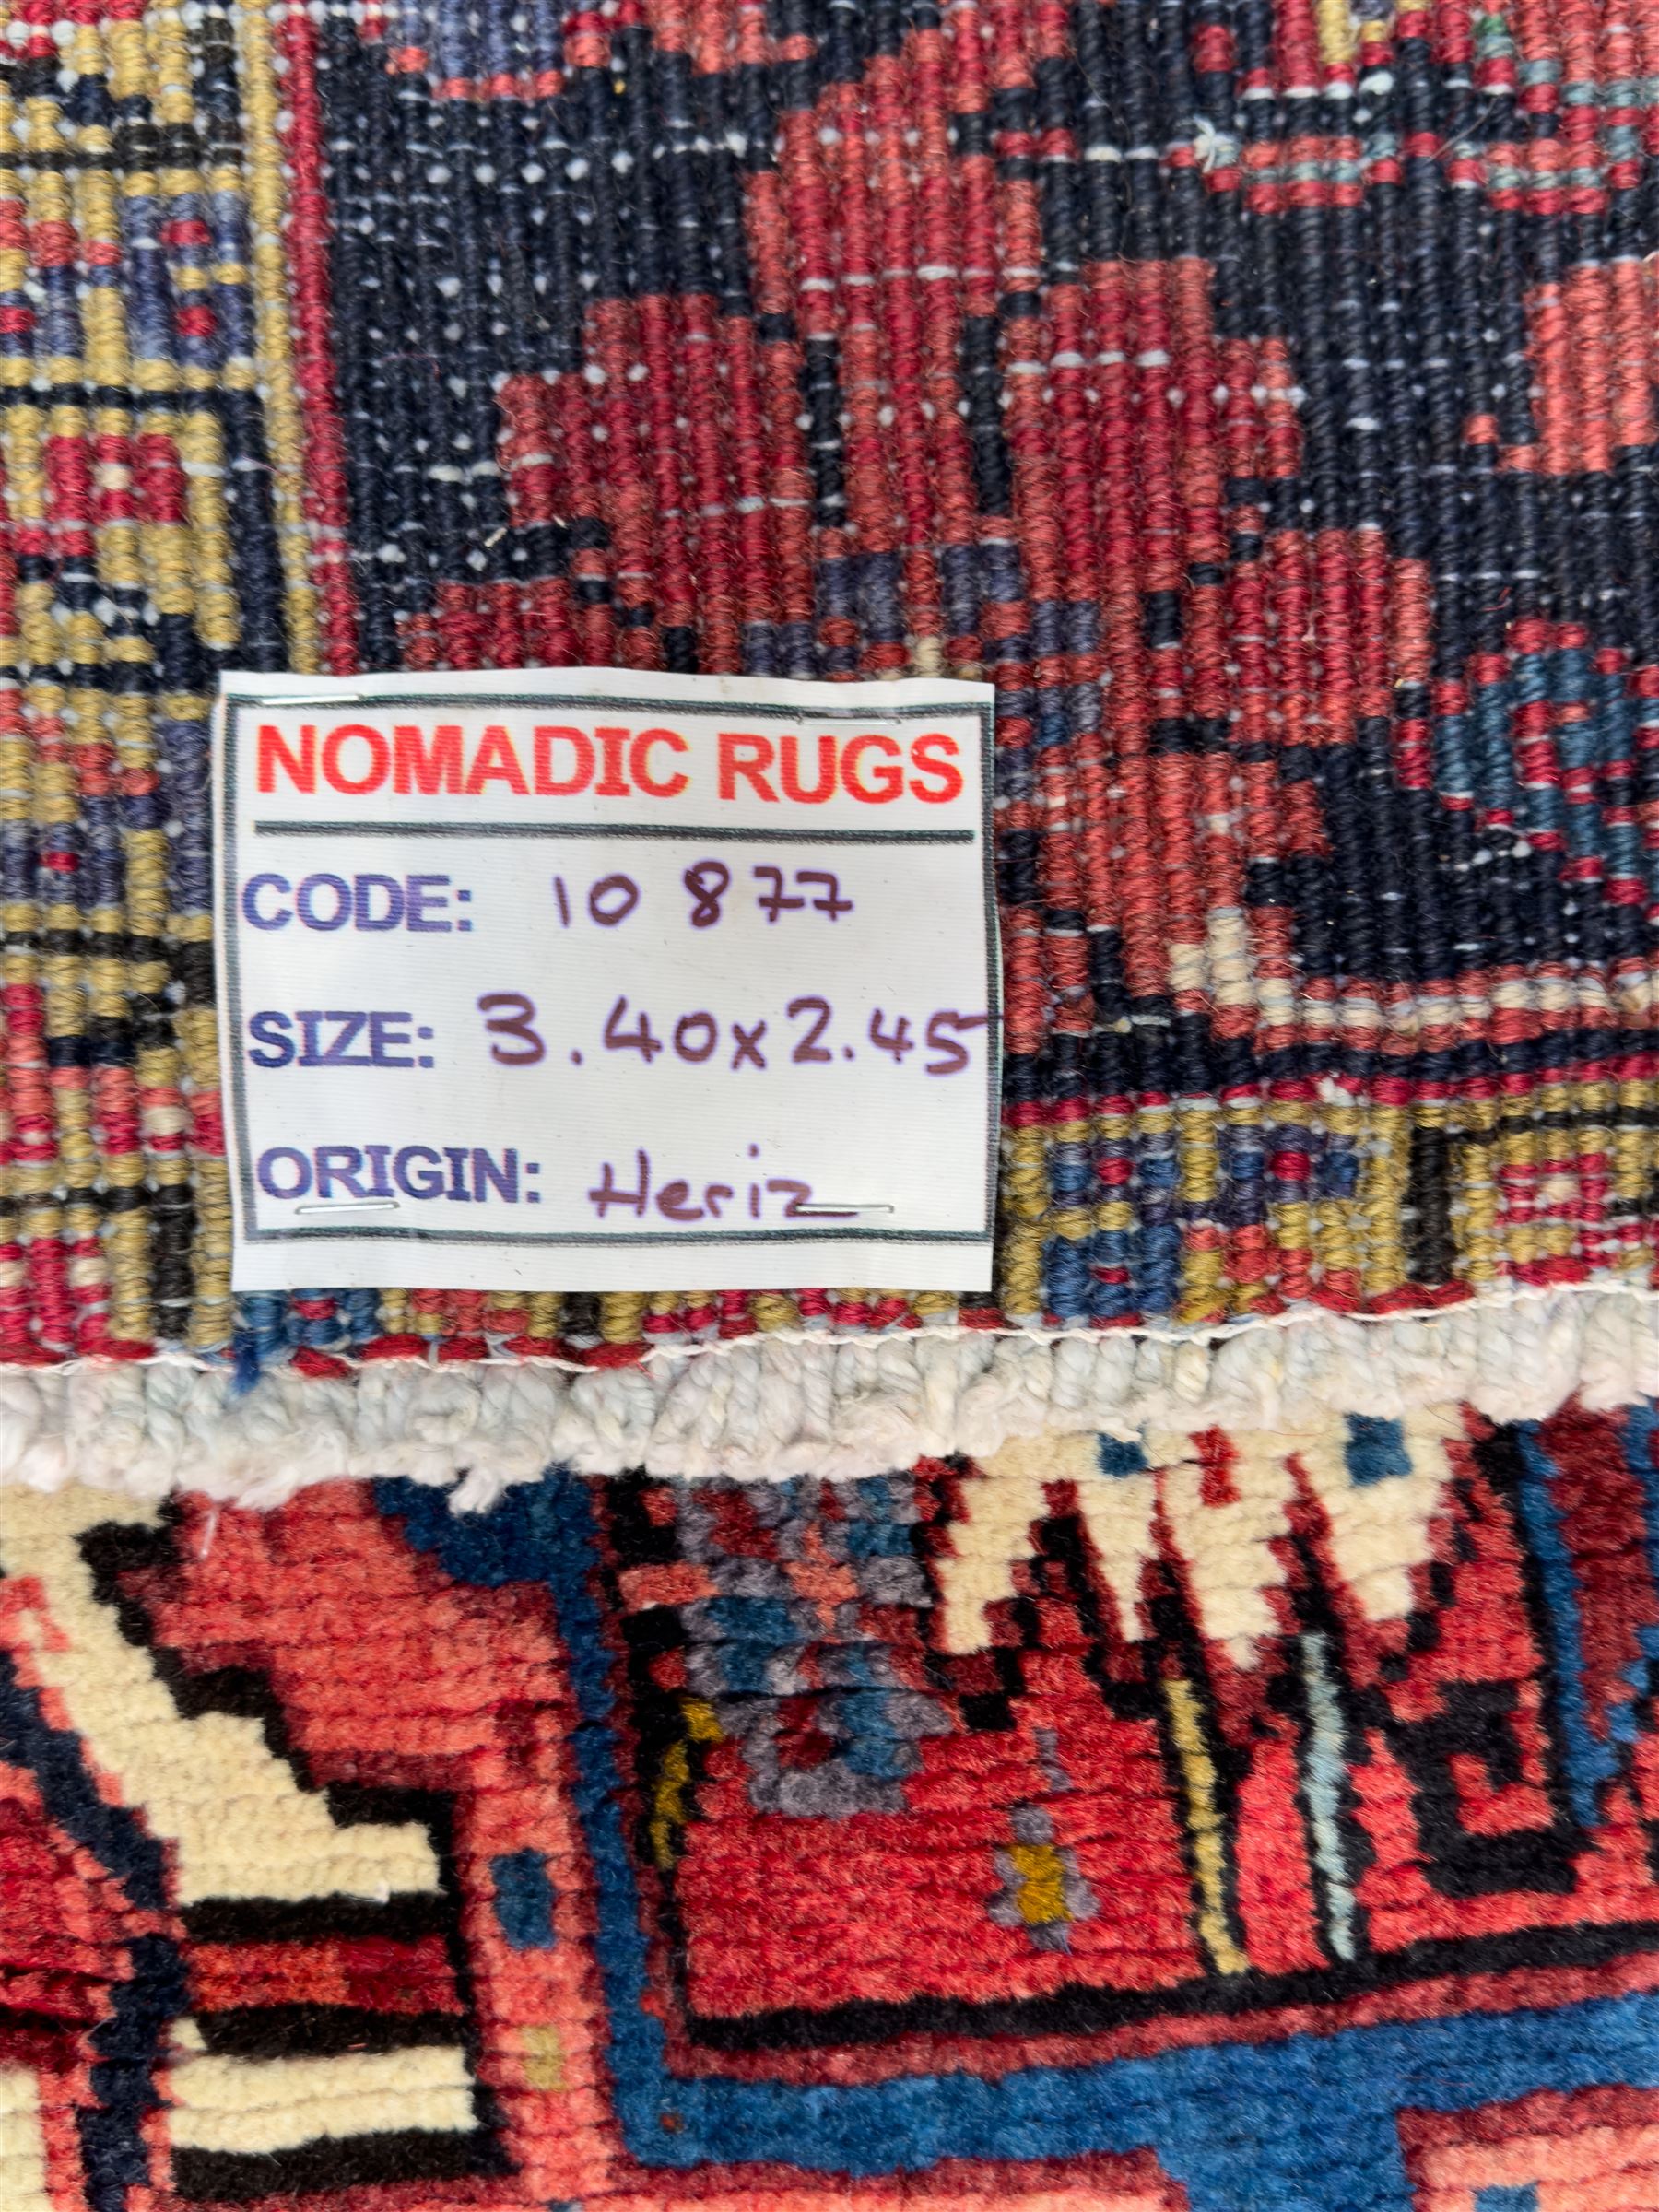 NOMADIC RUGS
CODE: 10 877
SIZE: 3.40x2.45
ORIGIN: Heriz